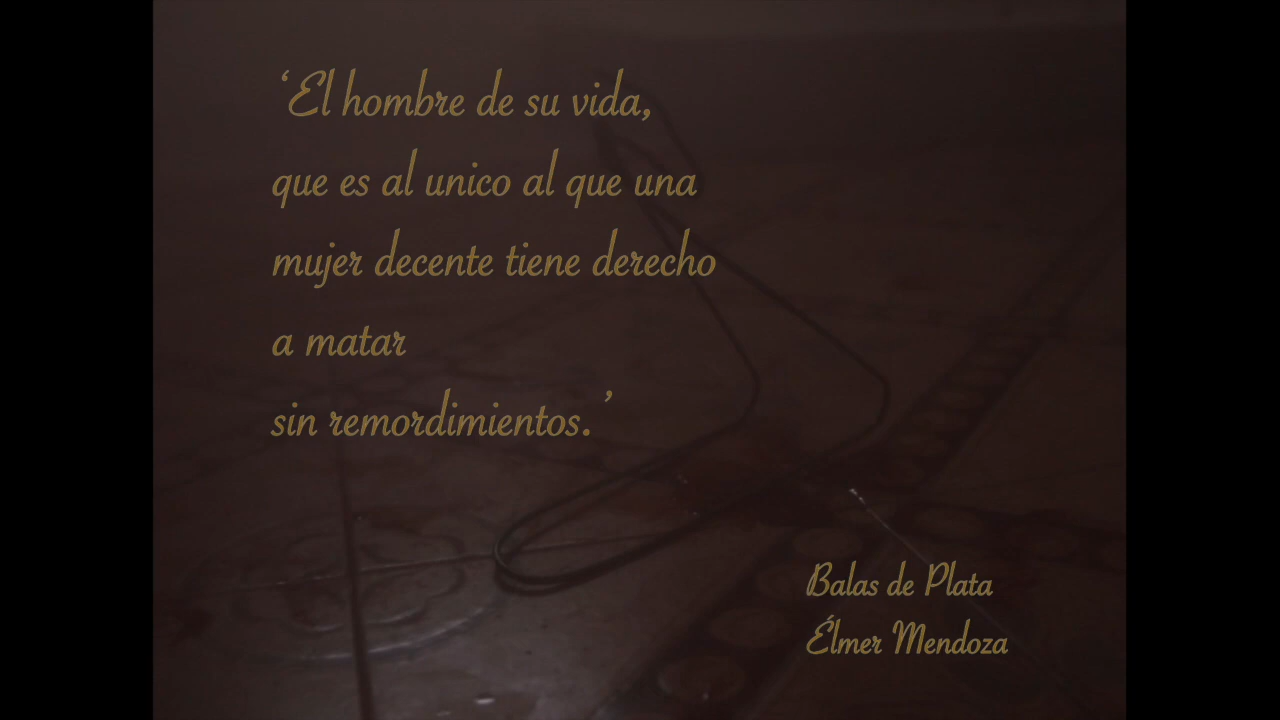 ‘El hombre de su vida,
que es al unico al que una
mujer decente tiene derecho
a matar
sin remordimientos.’
Balas de Plata
Élmer Mendoza